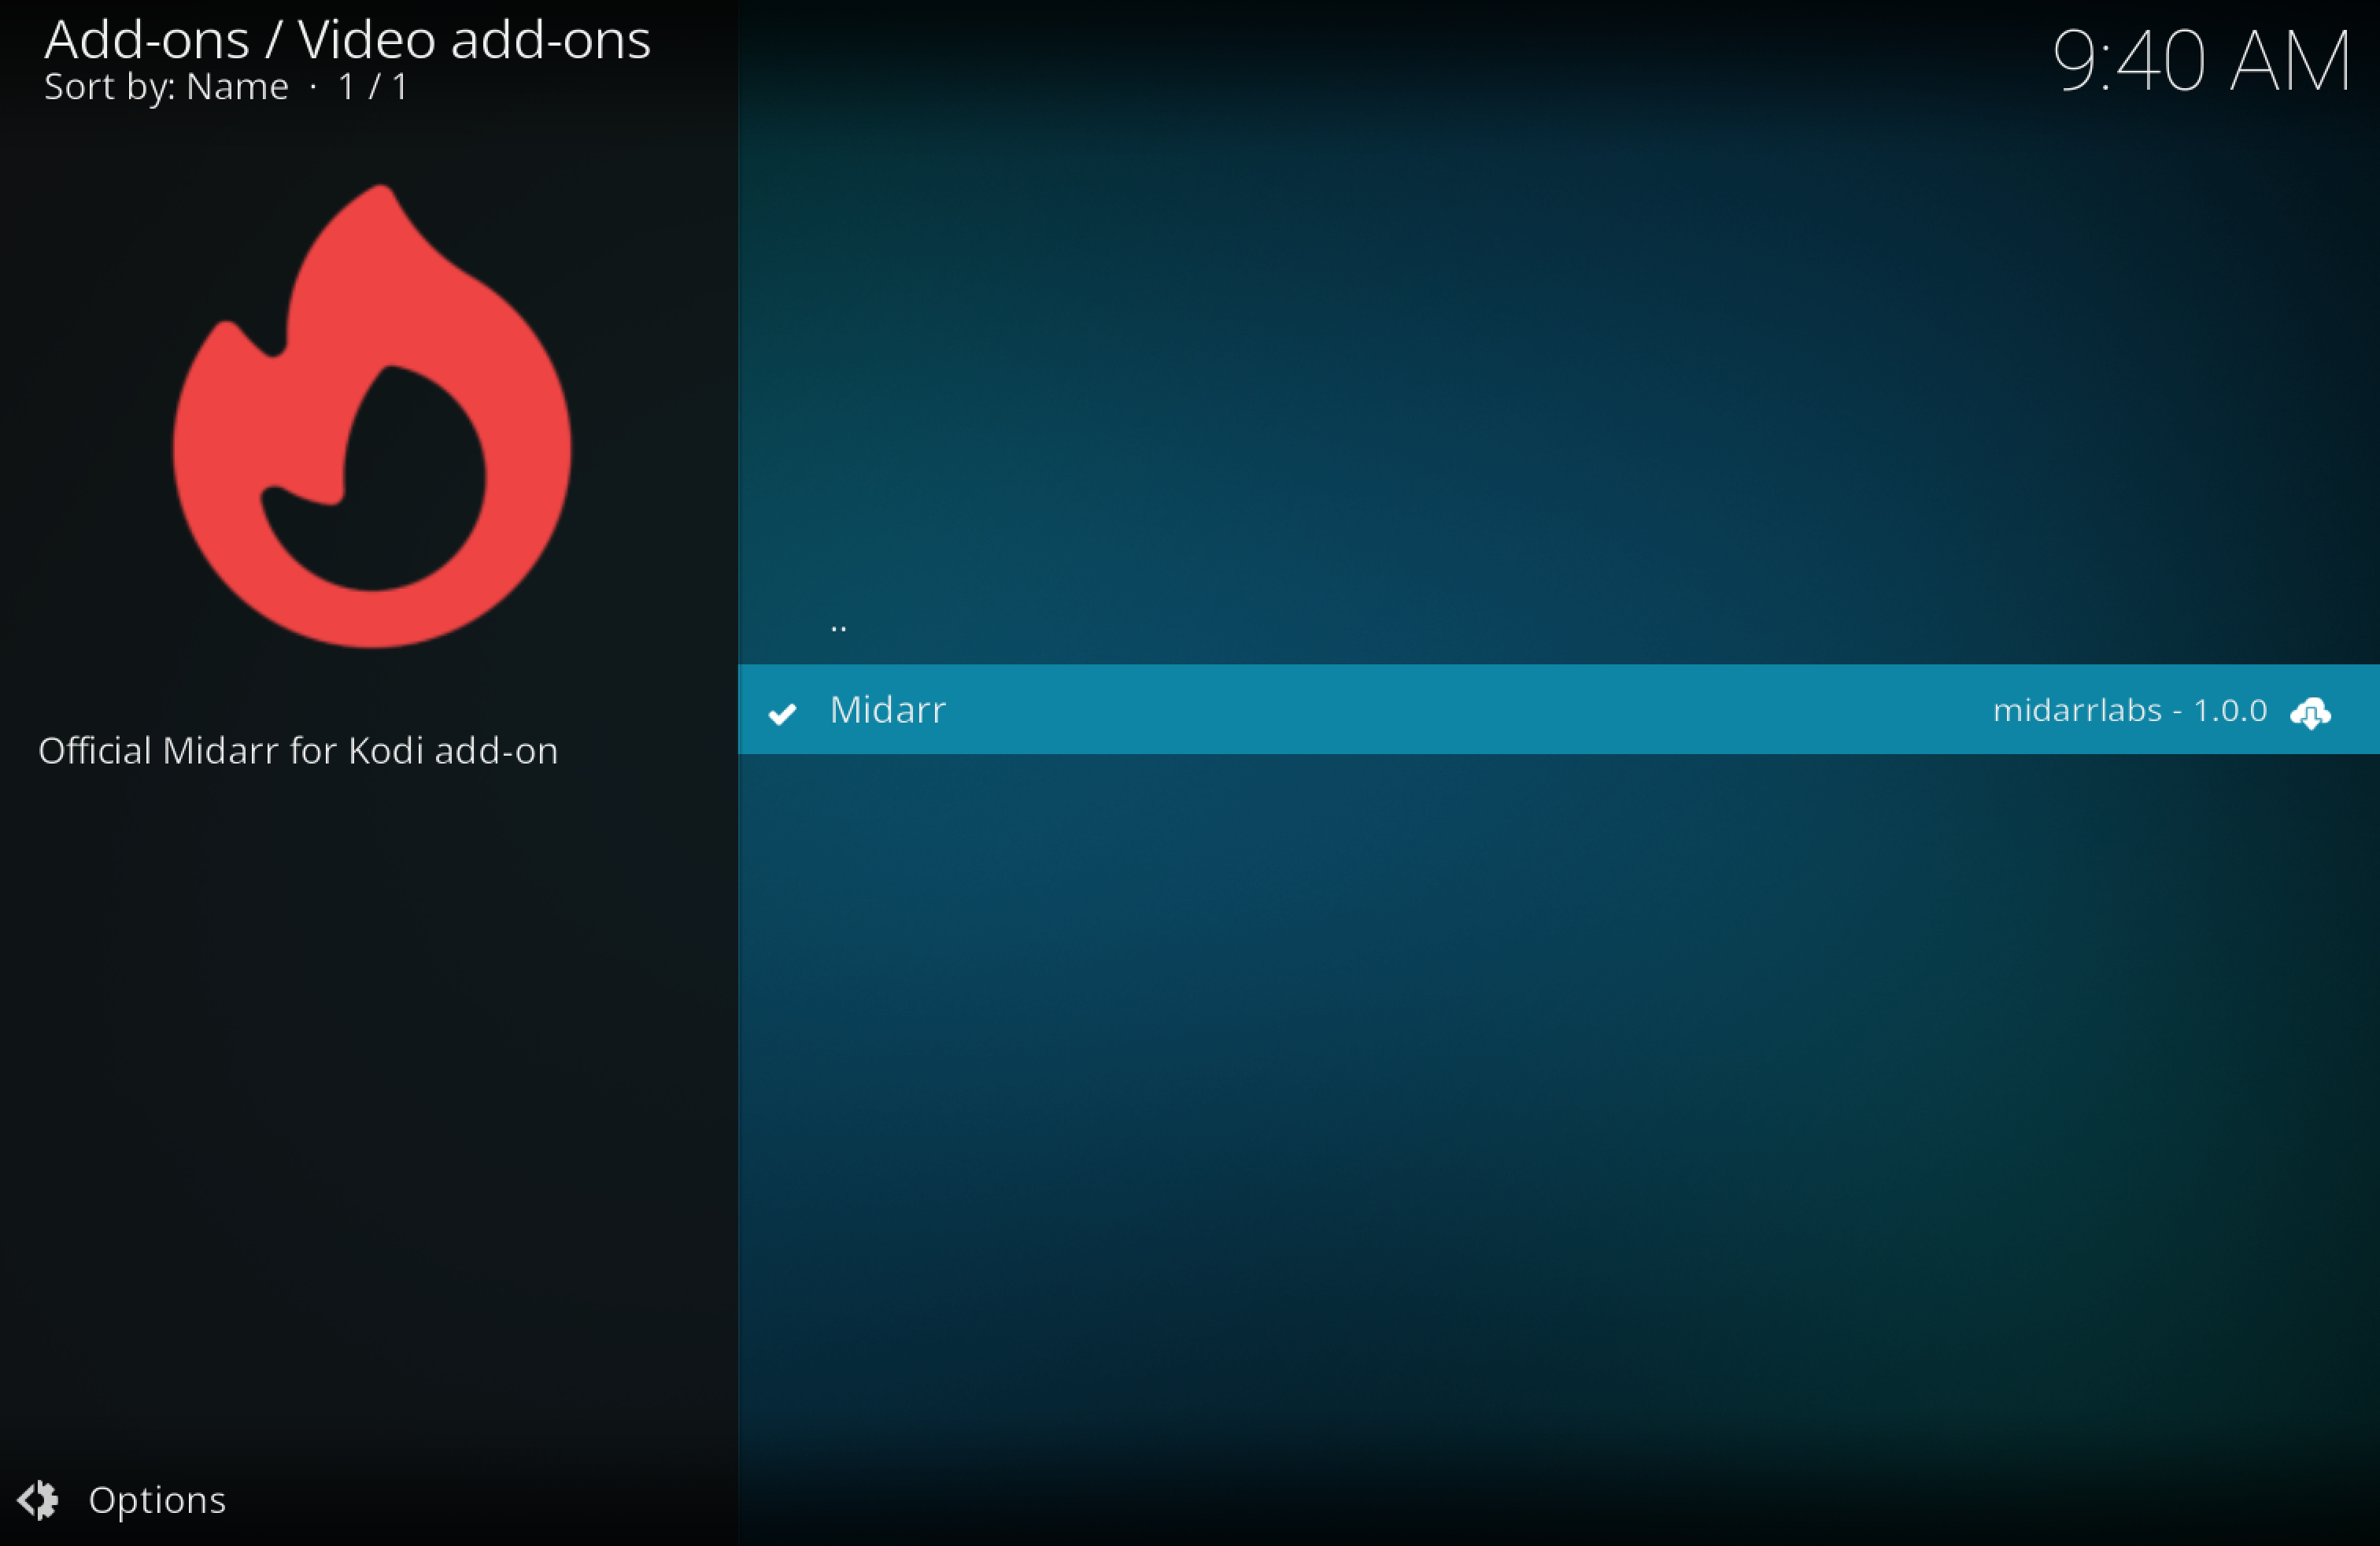 Add-ons / Video add-ons
Sort by: Name · 1 / 1
9:40 AM
Official Midarr for Kodi add-on
..
Midarr
midarrlabs - 1.0.0
Options